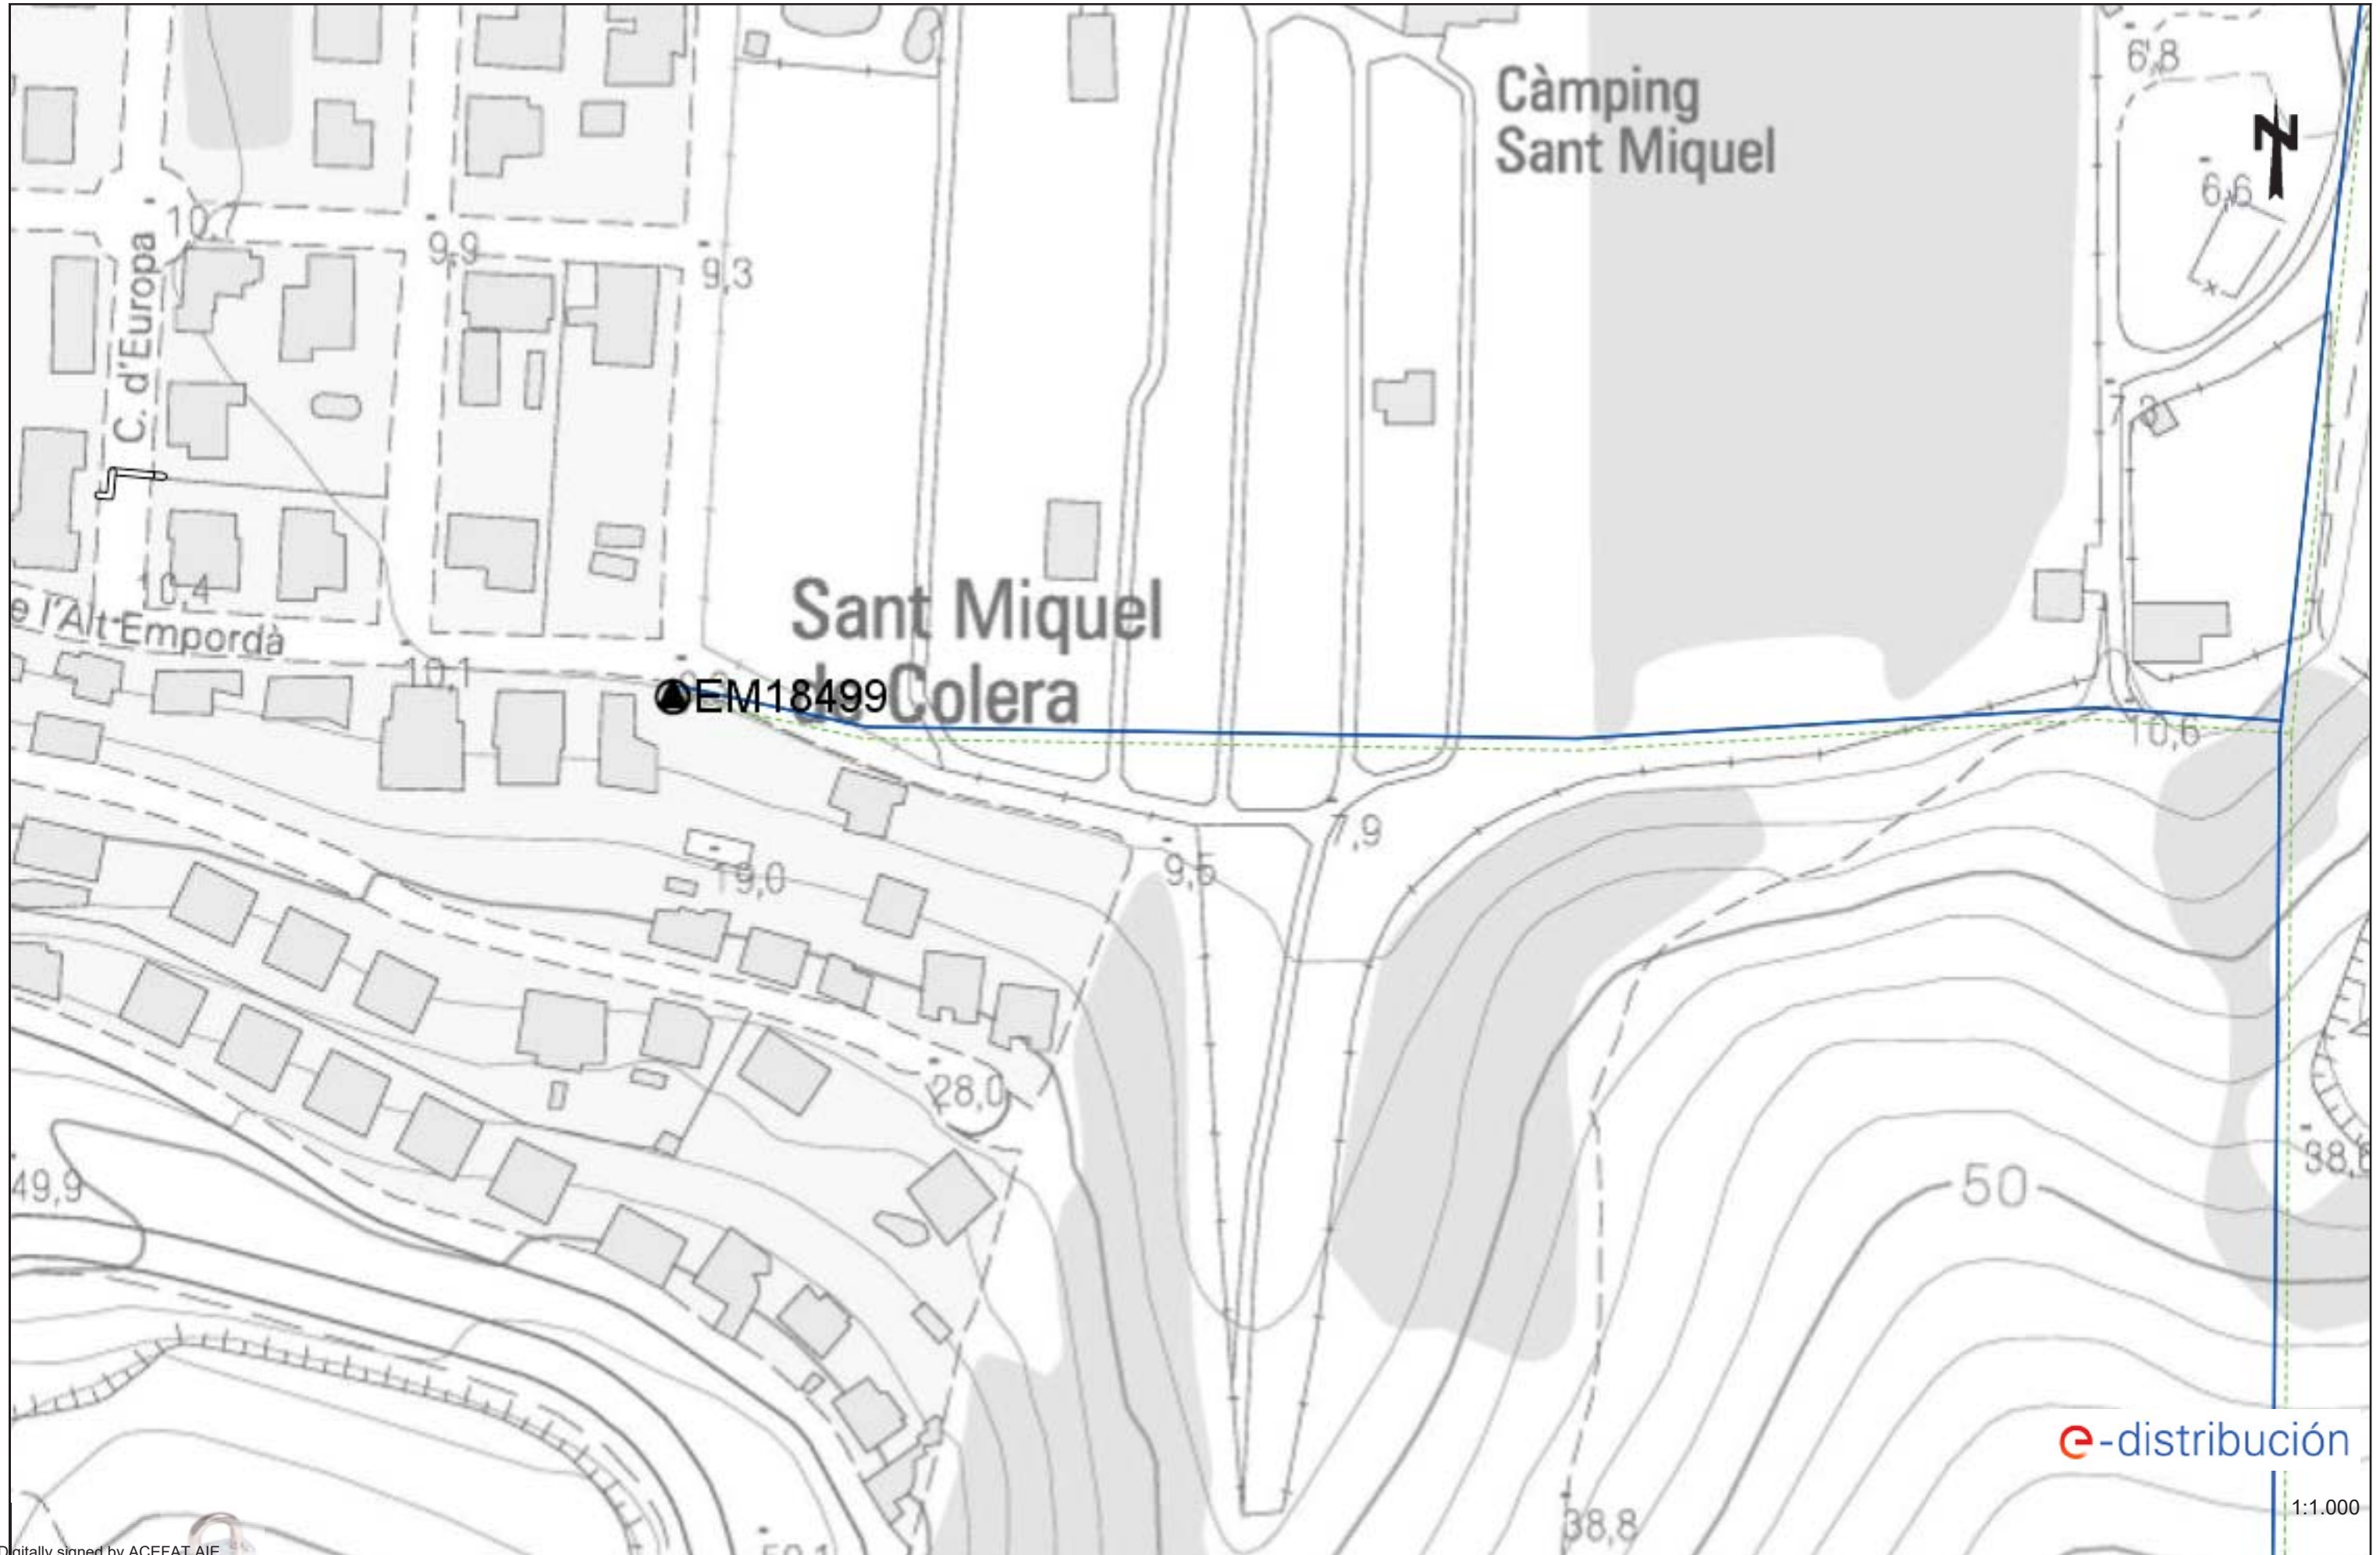 6,8
Càmping
Sant Miquel
N
6,6
10,
9,9
9,3
C. d'Europa
7,3
10,4
e l'Alt Empordà
Sant Miquel
de Colera
10,1
EM18499
10,6
7,9
9,5
19,0
28,0
49,9
50
38,8
e-distribución
1:1.000
38,8
Digitally signed by ACEFAT AIE